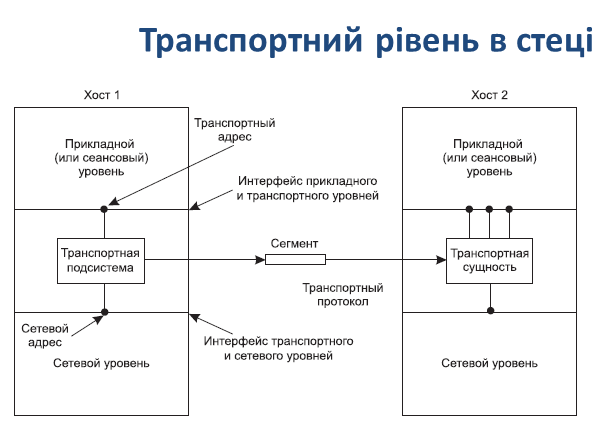 Транспортний рівень в стеці
Хост 1
Хост 2
Транспортный
адрес
Прикладной
(или сеансовый)
уровень
Прикладной
(или сеансовый)
уровень
Интерфейс прикладного
и транспортного уровней
Сегмент
Транспортная
подсистема
Транспортная
сущность
Транспортный
протокол
Сетевой
адрес
Интерфейс транспортного
и сетевого уровней
Сетевой уровень
Сетевой уровень